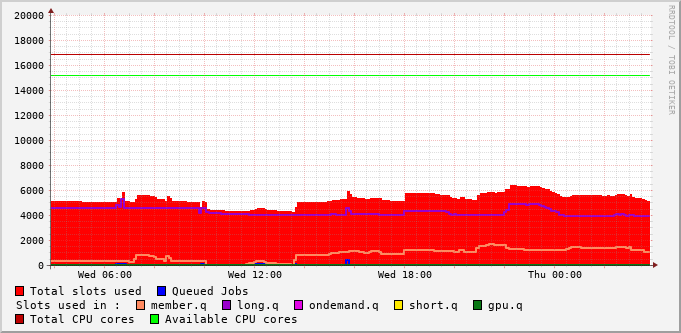 20000
18000
16000
14000
12000
10000
8000
6000
4000
2000
0
Wed 06:00 Wed 12:00 Wed 18:00 Thu 00:00
Total slots used Queued Jobs
Slots used in : member.q long.q ondemand.q short.q gpu.q
Total CPU cores Available CPU cores
RRDTOOL / TOBI OETIKER